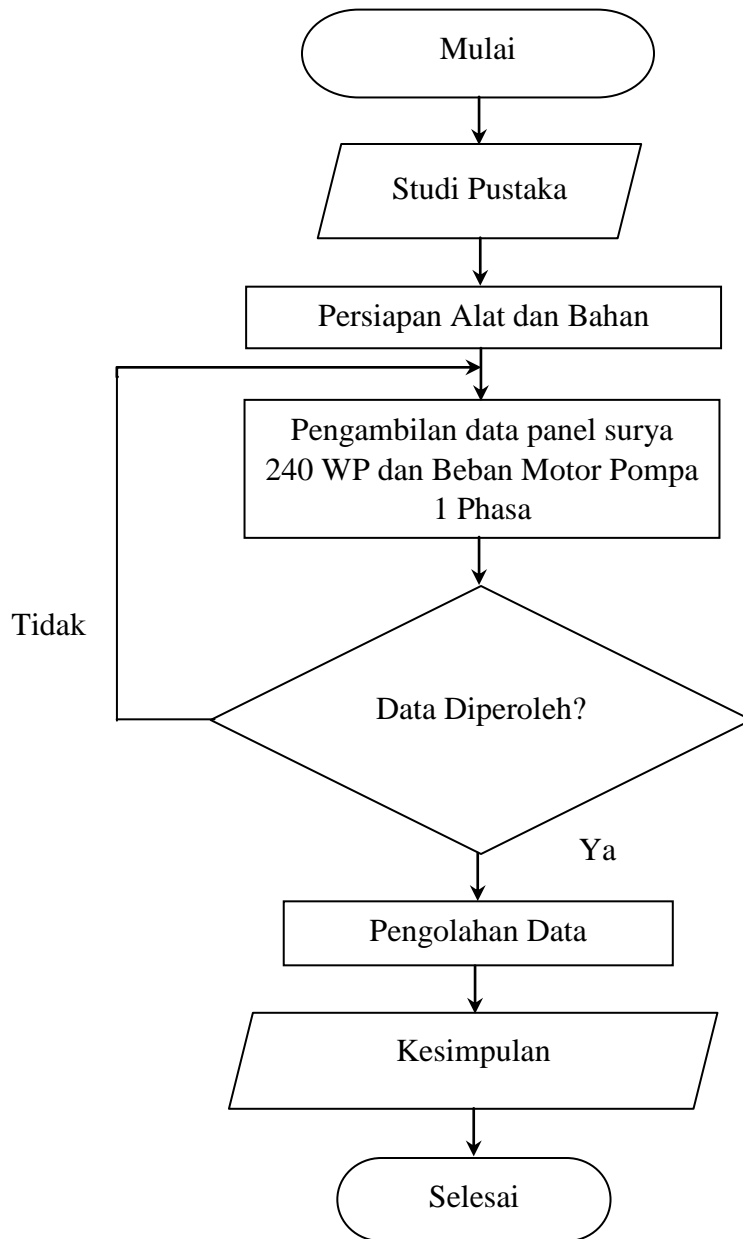 Mulai
Studi Pustaka
Persiapan Alat dan Bahan
Pengambilan data panel surya
240 WP dan Beban Motor Pompa
1 Phasa
Tidak
Data Diperoleh?
Ya
Pengolahan Data
Kesimpulan
Selesai